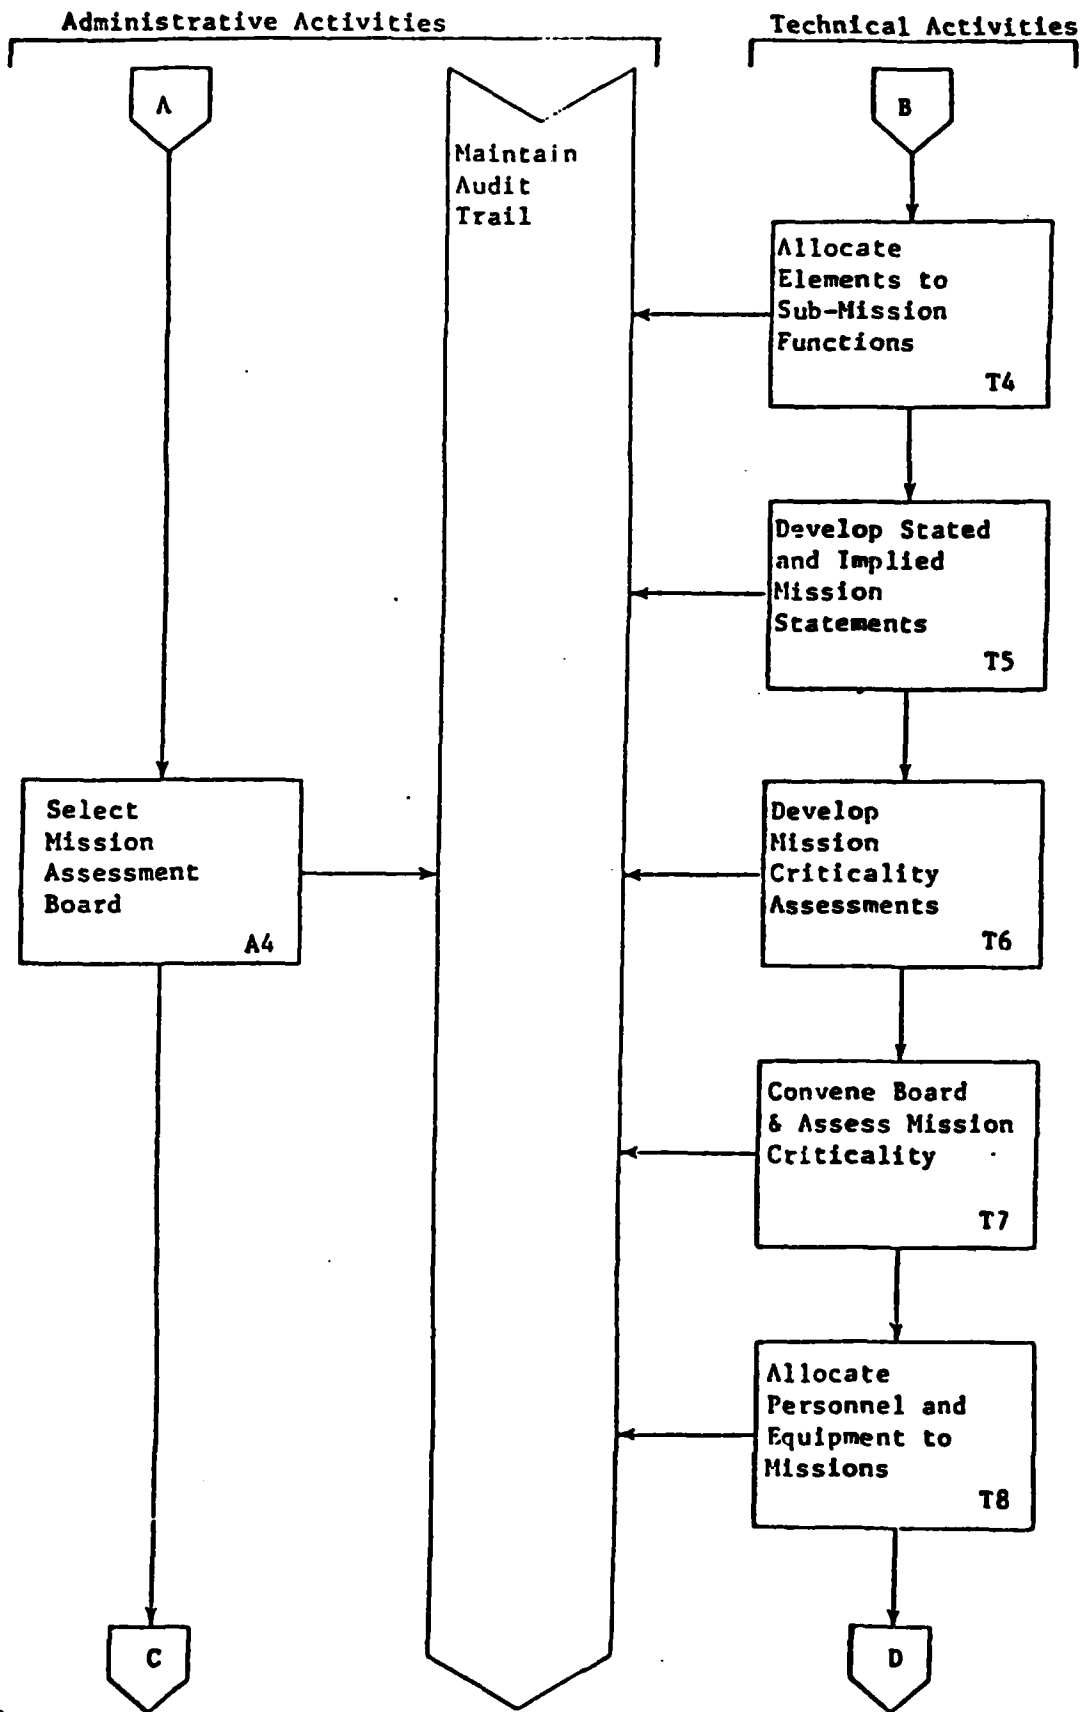 Administrative Activities
Technical Activities
A
B
Maintain
Audit
Trail
Allocate
Elements to
Sub-Mission
Functions
T4
Develop Stated
and Implied
Mission
Statements
T5
Select
Mission
Assessment
Board
A4
Develop
Mission
Criticality
Assessments
T6
Convene Board
& Assess Mission
Criticality
T7
Allocate
Personnel and
Equipment to
Missions
T8
C
D